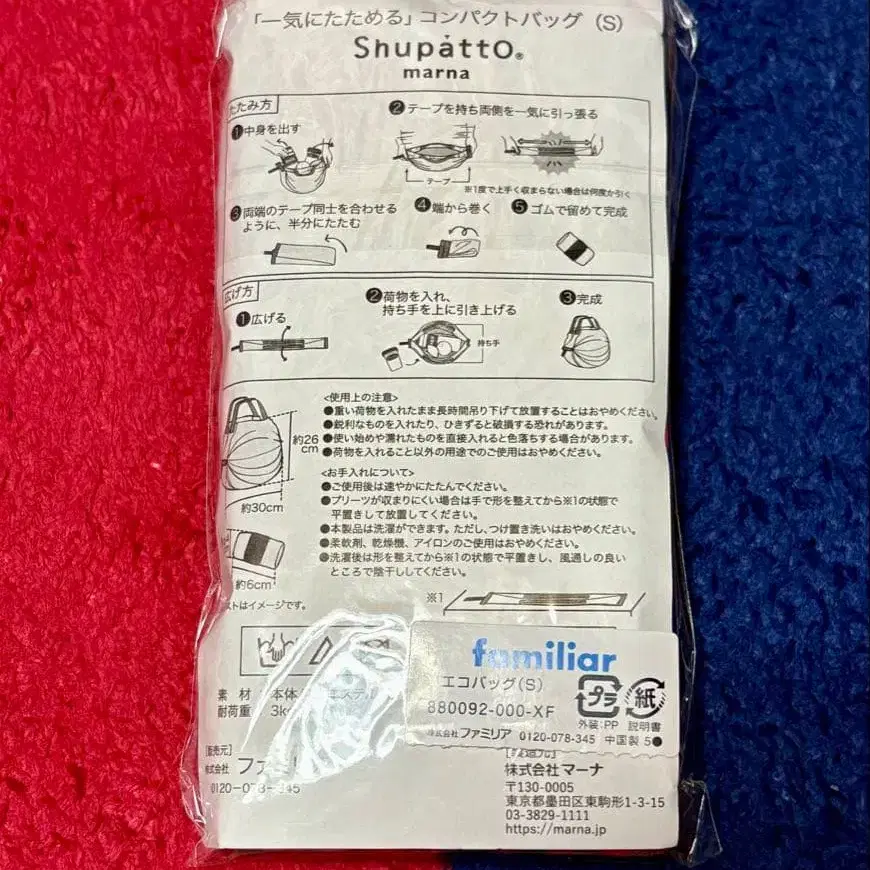 「一気にたためる」コンパクトバッグ (S)
Shupatto®
marna
たたみ方
❶中身を出す
❷テープを持ち両側を一気に引っ張る
テープ
※1度で上手く収まらない場合は何度か引く
❸両端のテープ同士を合わせる
ように、半分にたたむ
❹端から巻く
❺ゴムで留めて完成
広げ方
❶広げる
❷荷物を入れ、
持ち手を上に引き上げる
持ち手
❸完成
約26
cm
約30cm
約6cm
ストはイメージです。
<使用上の注意>
●重い荷物を入れたまま長時間吊り下げて放置することはおやめください。
●鋭利なものを入れたり、ひきずると破損する恐れがあります。
●使い始めや濡れたものを直接入れると色落ちする場合があります。
●荷物を入れること以外の用途でのご使用はおやめください。
<お手入れについて>
●ご使用後は速やかにたたんでください。
●プリーツが収まりにくい場合は手で形を整えてから※1の状態で
平置きして放置してください。
●本製品は洗濯ができます。ただし、つけ置き洗いはおやめください。
●柔軟剤、乾燥機、アイロンのご使用はおやめください。
●洗濯後は形を整えてから※1の状態で平置きし、風通しの良い
ところで陰干ししてください。
※1
素材 本体
耐荷重 3k
[販売元]
株式会社 ファミリ
0120-078-345
familiar
エコバッグ(S)
880092-000-XF
プラ
外装:PP
紙
説明書
株式会社 ファミリア 0120-078-345 中国製 5●
株式会社マーナ
〒130-0005
東京都墨田区東駒形1-3-15
03-3829-1111
https://marna.jp